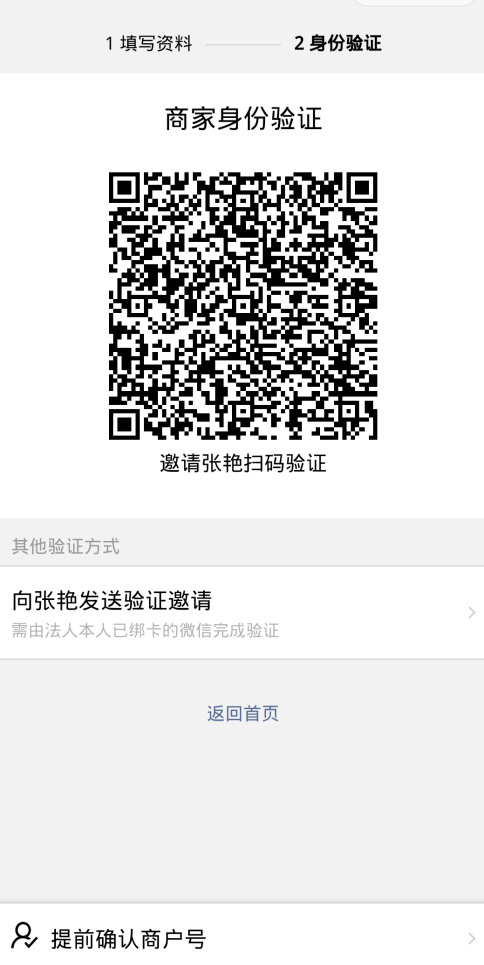 1 填写资料
2 身份验证
商家身份验证
邀请张艳扫码验证
其他验证方式
向张艳发送验证邀请
需由法人本人已绑卡的微信完成验证
返回首页
提前确认商户号